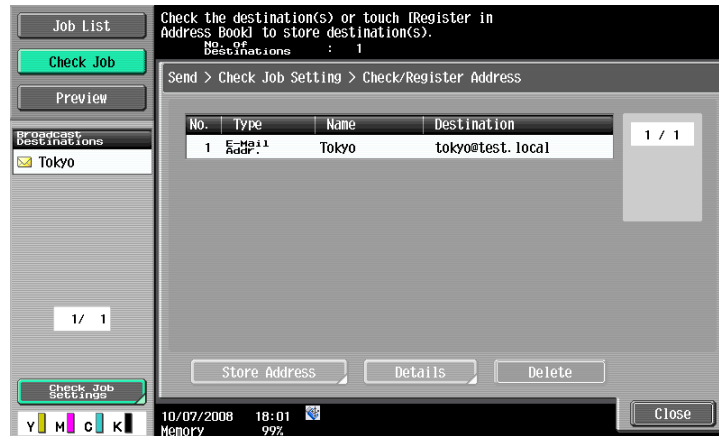 Job List
Check Job
Preview
Broadcast
Destinations
Tokyo
1/ 1
Check Job
Settings
Y M C K
Check the destination(s) or touch [Register in
Address Book] to store destination(s).
No. of
Destinations : 1
Send > Check Job Setting > Check/Register Address
No. Type Name Destination
1 E-Mail Addr. Tokyo tokyo@test.local
1 / 1
Store Address Details Delete
10/07/2008 18:01
Memory 99%
Close